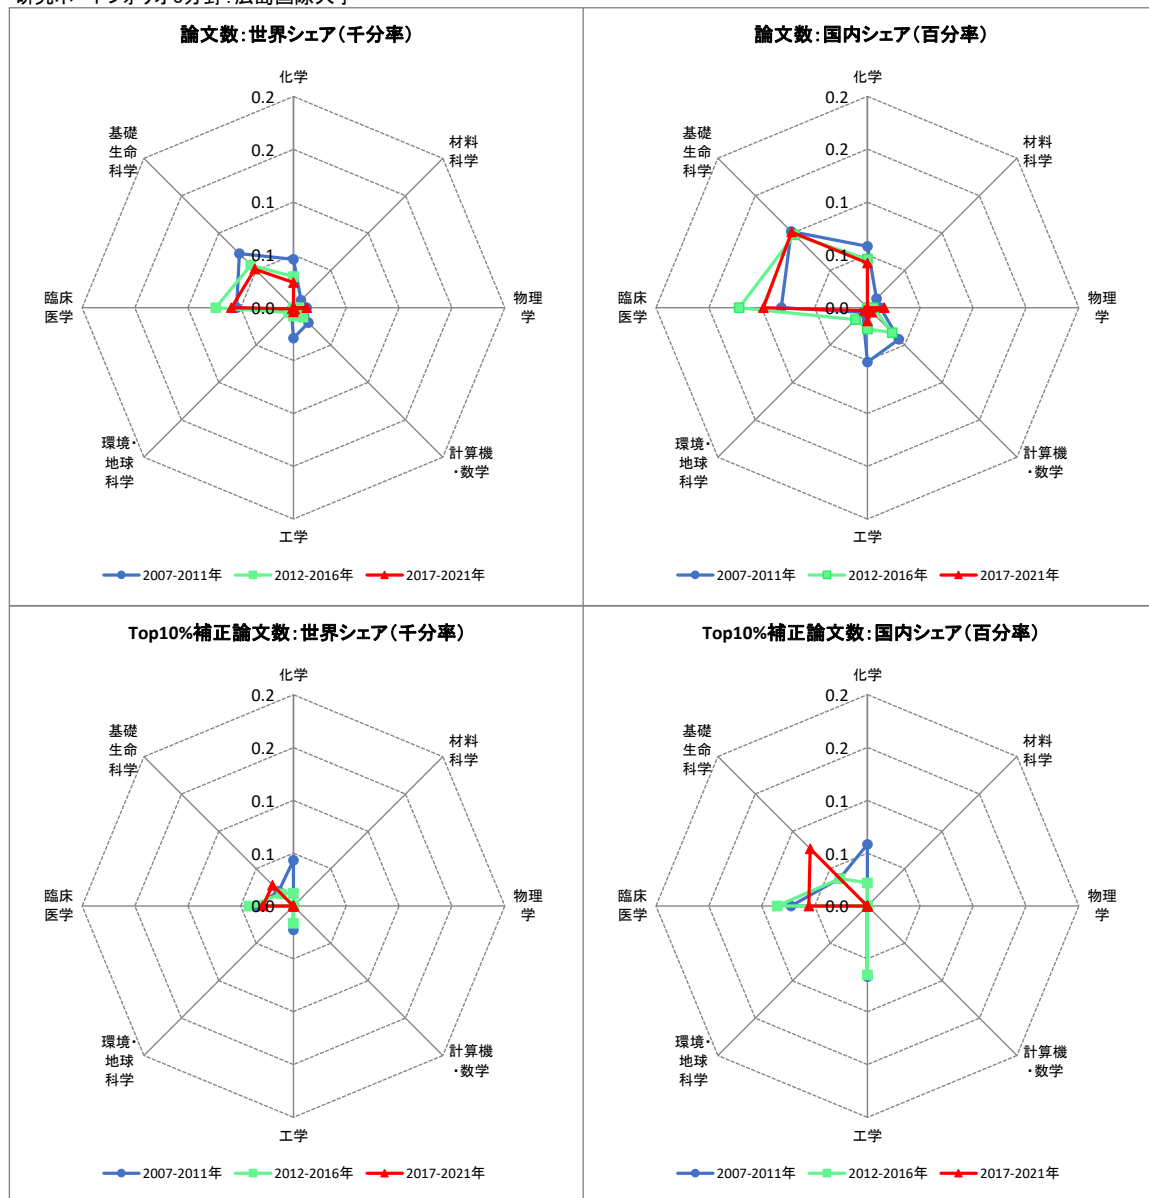 論文数：世界シェア（千分率）
化学
材料
科学
物理
学
計算機
・数学
工学
環境・
地球
科学
臨床
医学
基礎
生命
科学
0.2
0.2
0.1
0.1
0.0
2007-2011年
2012-2016年
2017-2021年
論文数：国内シェア（百分率）
化学
材料
科学
物理
学
計算機
・数学
工学
環境・
地球
科学
臨床
医学
基礎
生命
科学
0.2
0.2
0.1
0.1
0.0
2007-2011年
2012-2016年
2017-2021年
Top10%補正論文数：世界シェア（千分率）
化学
材料
科学
物理
学
計算機
・数学
工学
環境・
地球
科学
臨床
医学
基礎
生命
科学
0.2
0.2
0.1
0.1
0.0
2007-2011年
2012-2016年
2017-2021年
Top10%補正論文数：国内シェア（百分率）
化学
材料
科学
物理
学
計算機
・数学
工学
環境・
地球
科学
臨床
医学
基礎
生命
科学
0.2
0.2
0.1
0.1
0.0
2007-2011年
2012-2016年
2017-2021年